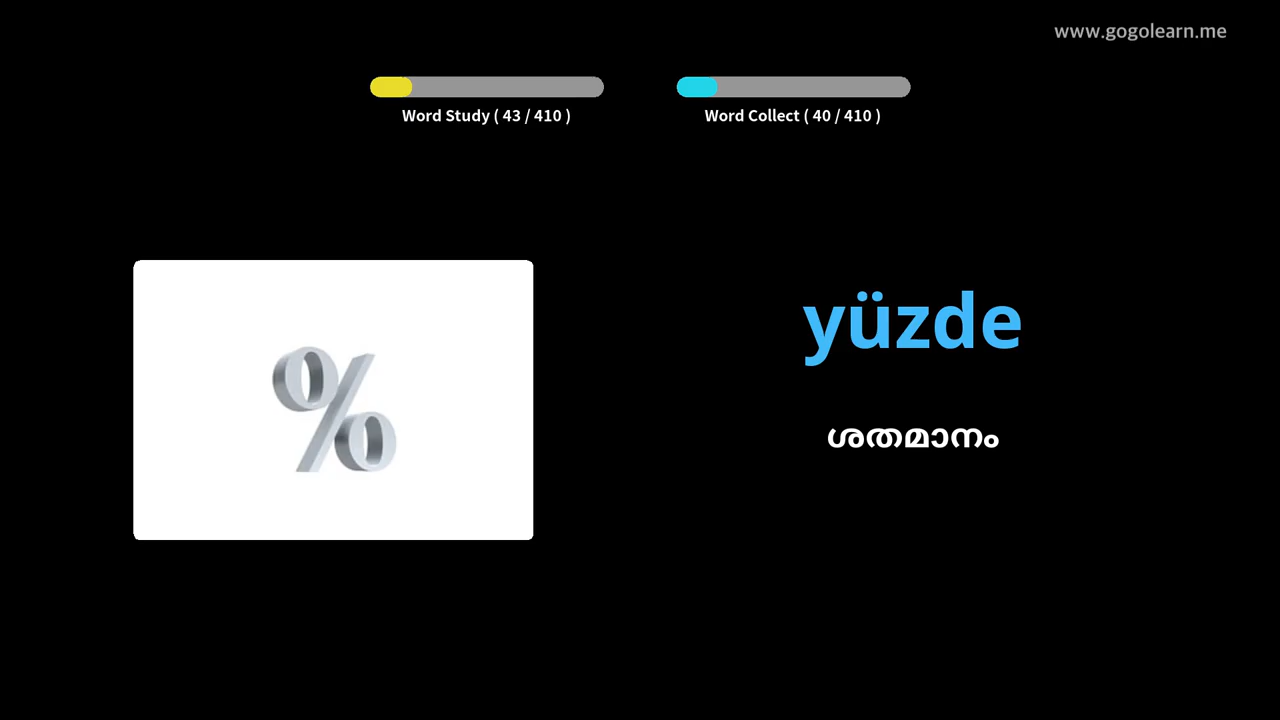 www.gogolearn.me
Word Study ( 43 / 410 )
Word Collect ( 40 / 410 )
%
yüzde
ശതമാനം